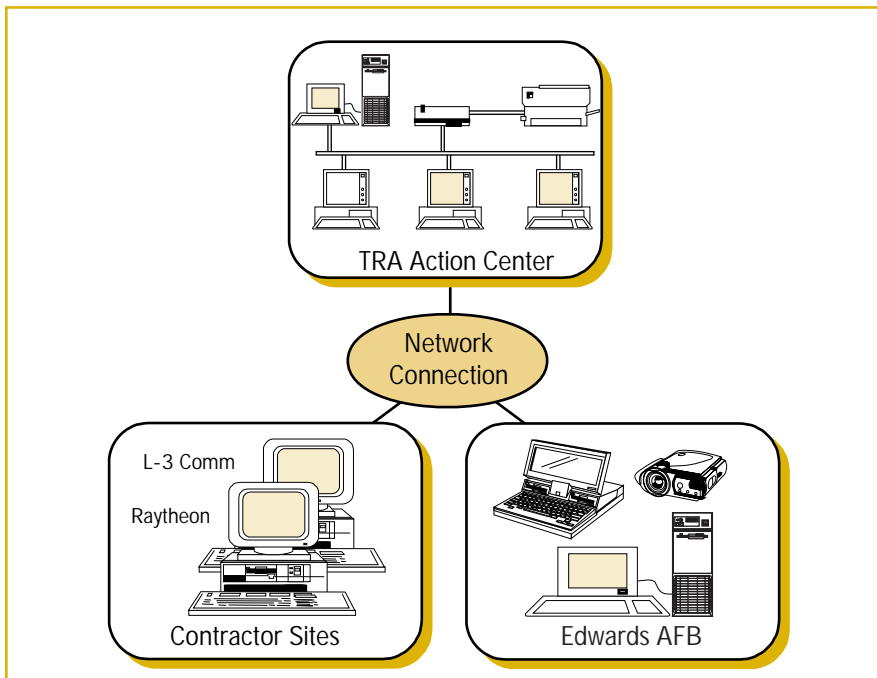 TRA Action Center
Network
Connection
L-3 Comm
Raytheon
Contractor Sites
Edwards AFB